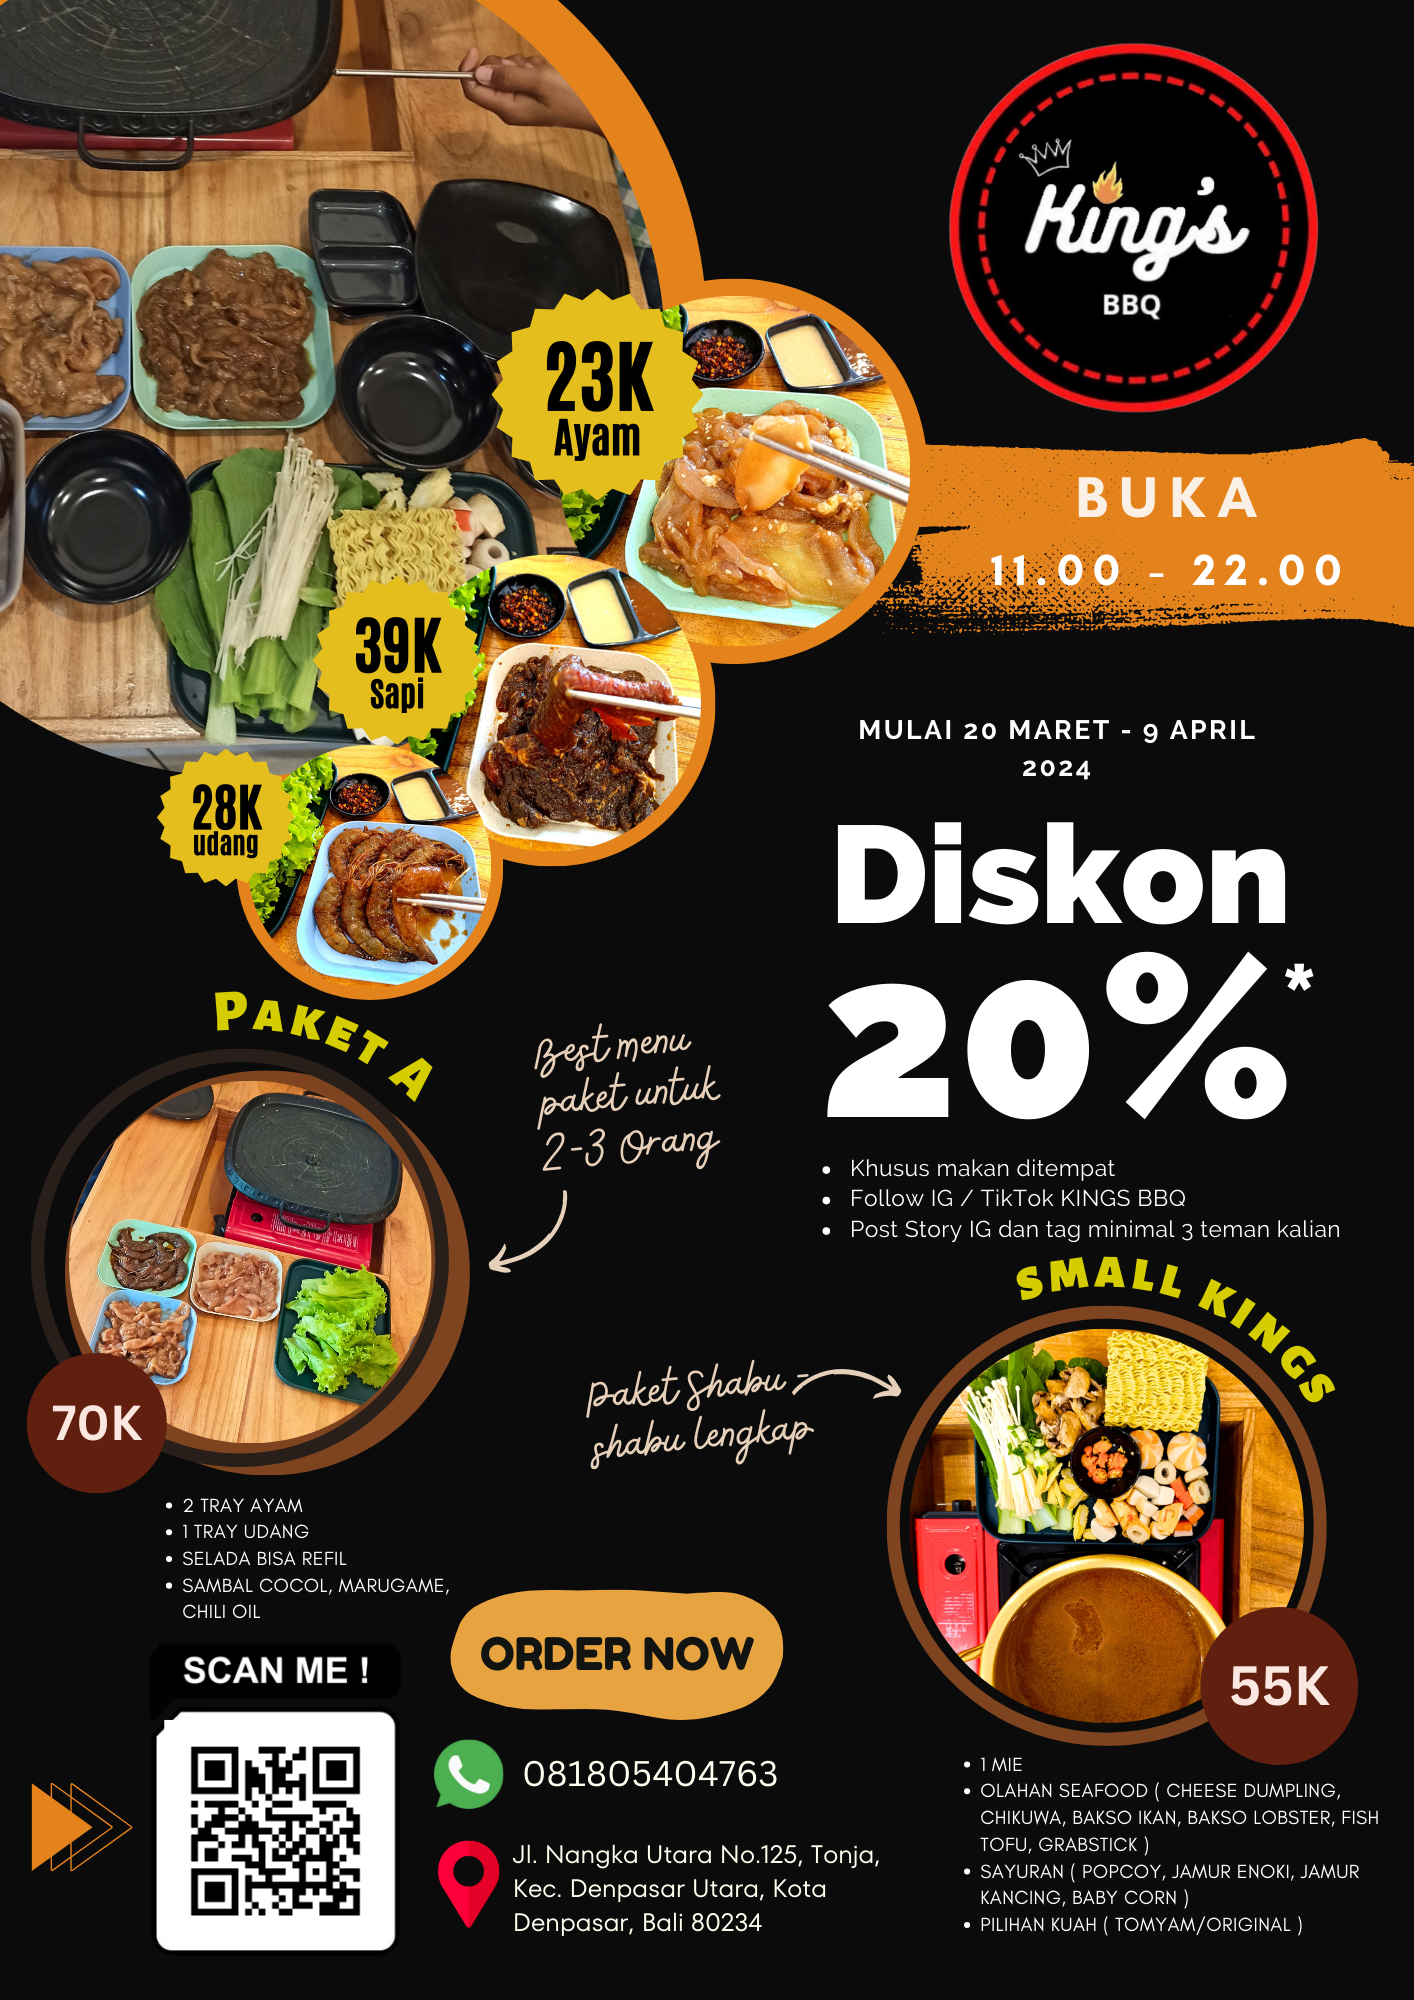 King's
BBQ
23K
Ayam
BUKA
11.00 - 22.00
39K
Sapi
28K
udang
MULAI 20 MARET - 9 APRIL
2024
Diskon
20%*
Khusus makan ditempat
Follow IG / TikTok KINGS BBQ
Post Story IG dan tag minimal 3 teman kalian
PAKET A
Best menu
paket untuk
2-3 Orang
70K
2 TRAY AYAM
1 TRAY UDANG
SELADA BISA REFIL
SAMBAL COCOL, MARUGAME,
CHILI OIL
SMALL KINGS
Paket Shabu -
shabu lengkap
55K
1 MIE
OLAHAN SEAFOOD ( CHEESE DUMPLING,
CHIKUWA, BAKSO IKAN, BAKSO LOBSTER, FISH
TOFU, GRABSTICK )
SAYURAN ( POPCOY, JAMUR ENOKI, JAMUR
KANCING, BABY CORN )
PILIHAN KUAH ( TOMYAM/ORIGINAL )
SCAN ME !
ORDER NOW
081805404763
Jl. Nangka Utara No.125, Tonja,
Kec. Denpasar Utara, Kota
Denpasar, Bali 80234